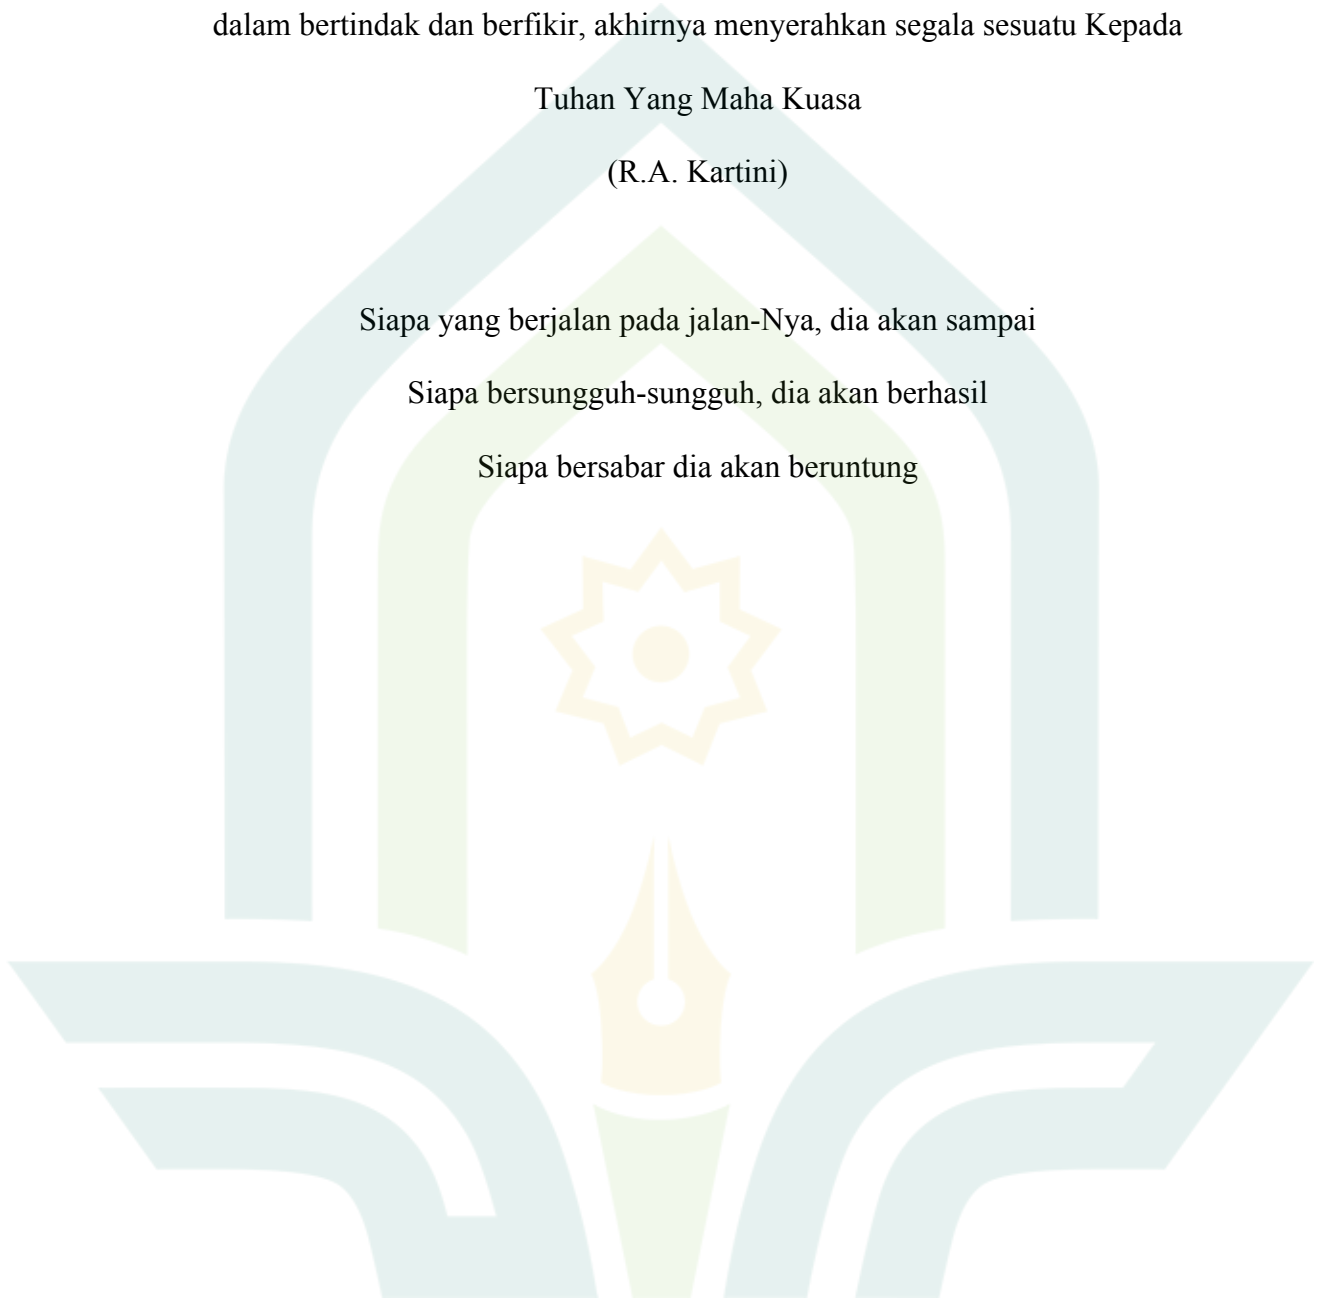 dalam bertindak dan berfikir, akhirnya menyerahkan segala sesuatu Kepada
Tuhan Yang Maha Kuasa
(R.A. Kartini)
Siapa yang berjalan pada jalan-Nya, dia akan sampai
Siapa bersungguh-sungguh, dia akan berhasil
Siapa bersabar dia akan beruntung